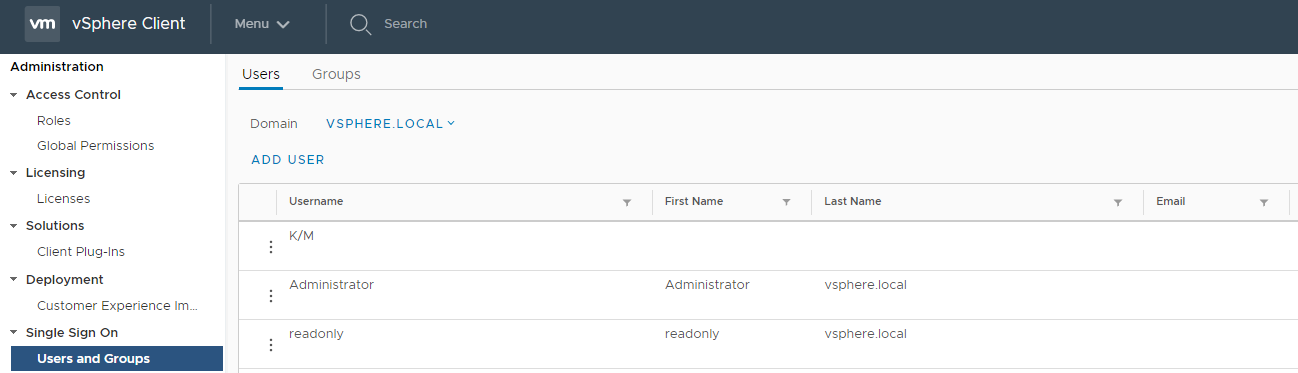 vm vSphere Client Menu Search
Administration
Users Groups
Access Control
Roles
Global Permissions
Licensing
Licenses
Solutions
Client Plug-Ins
Deployment
Customer Experience Im...
Single Sign On
Users and Groups
Domain VSPHERE.LOCAL
ADD USER
Username First Name Last Name Email
K/M
Administrator Administrator vsphere.local
readonly readonly vsphere.local